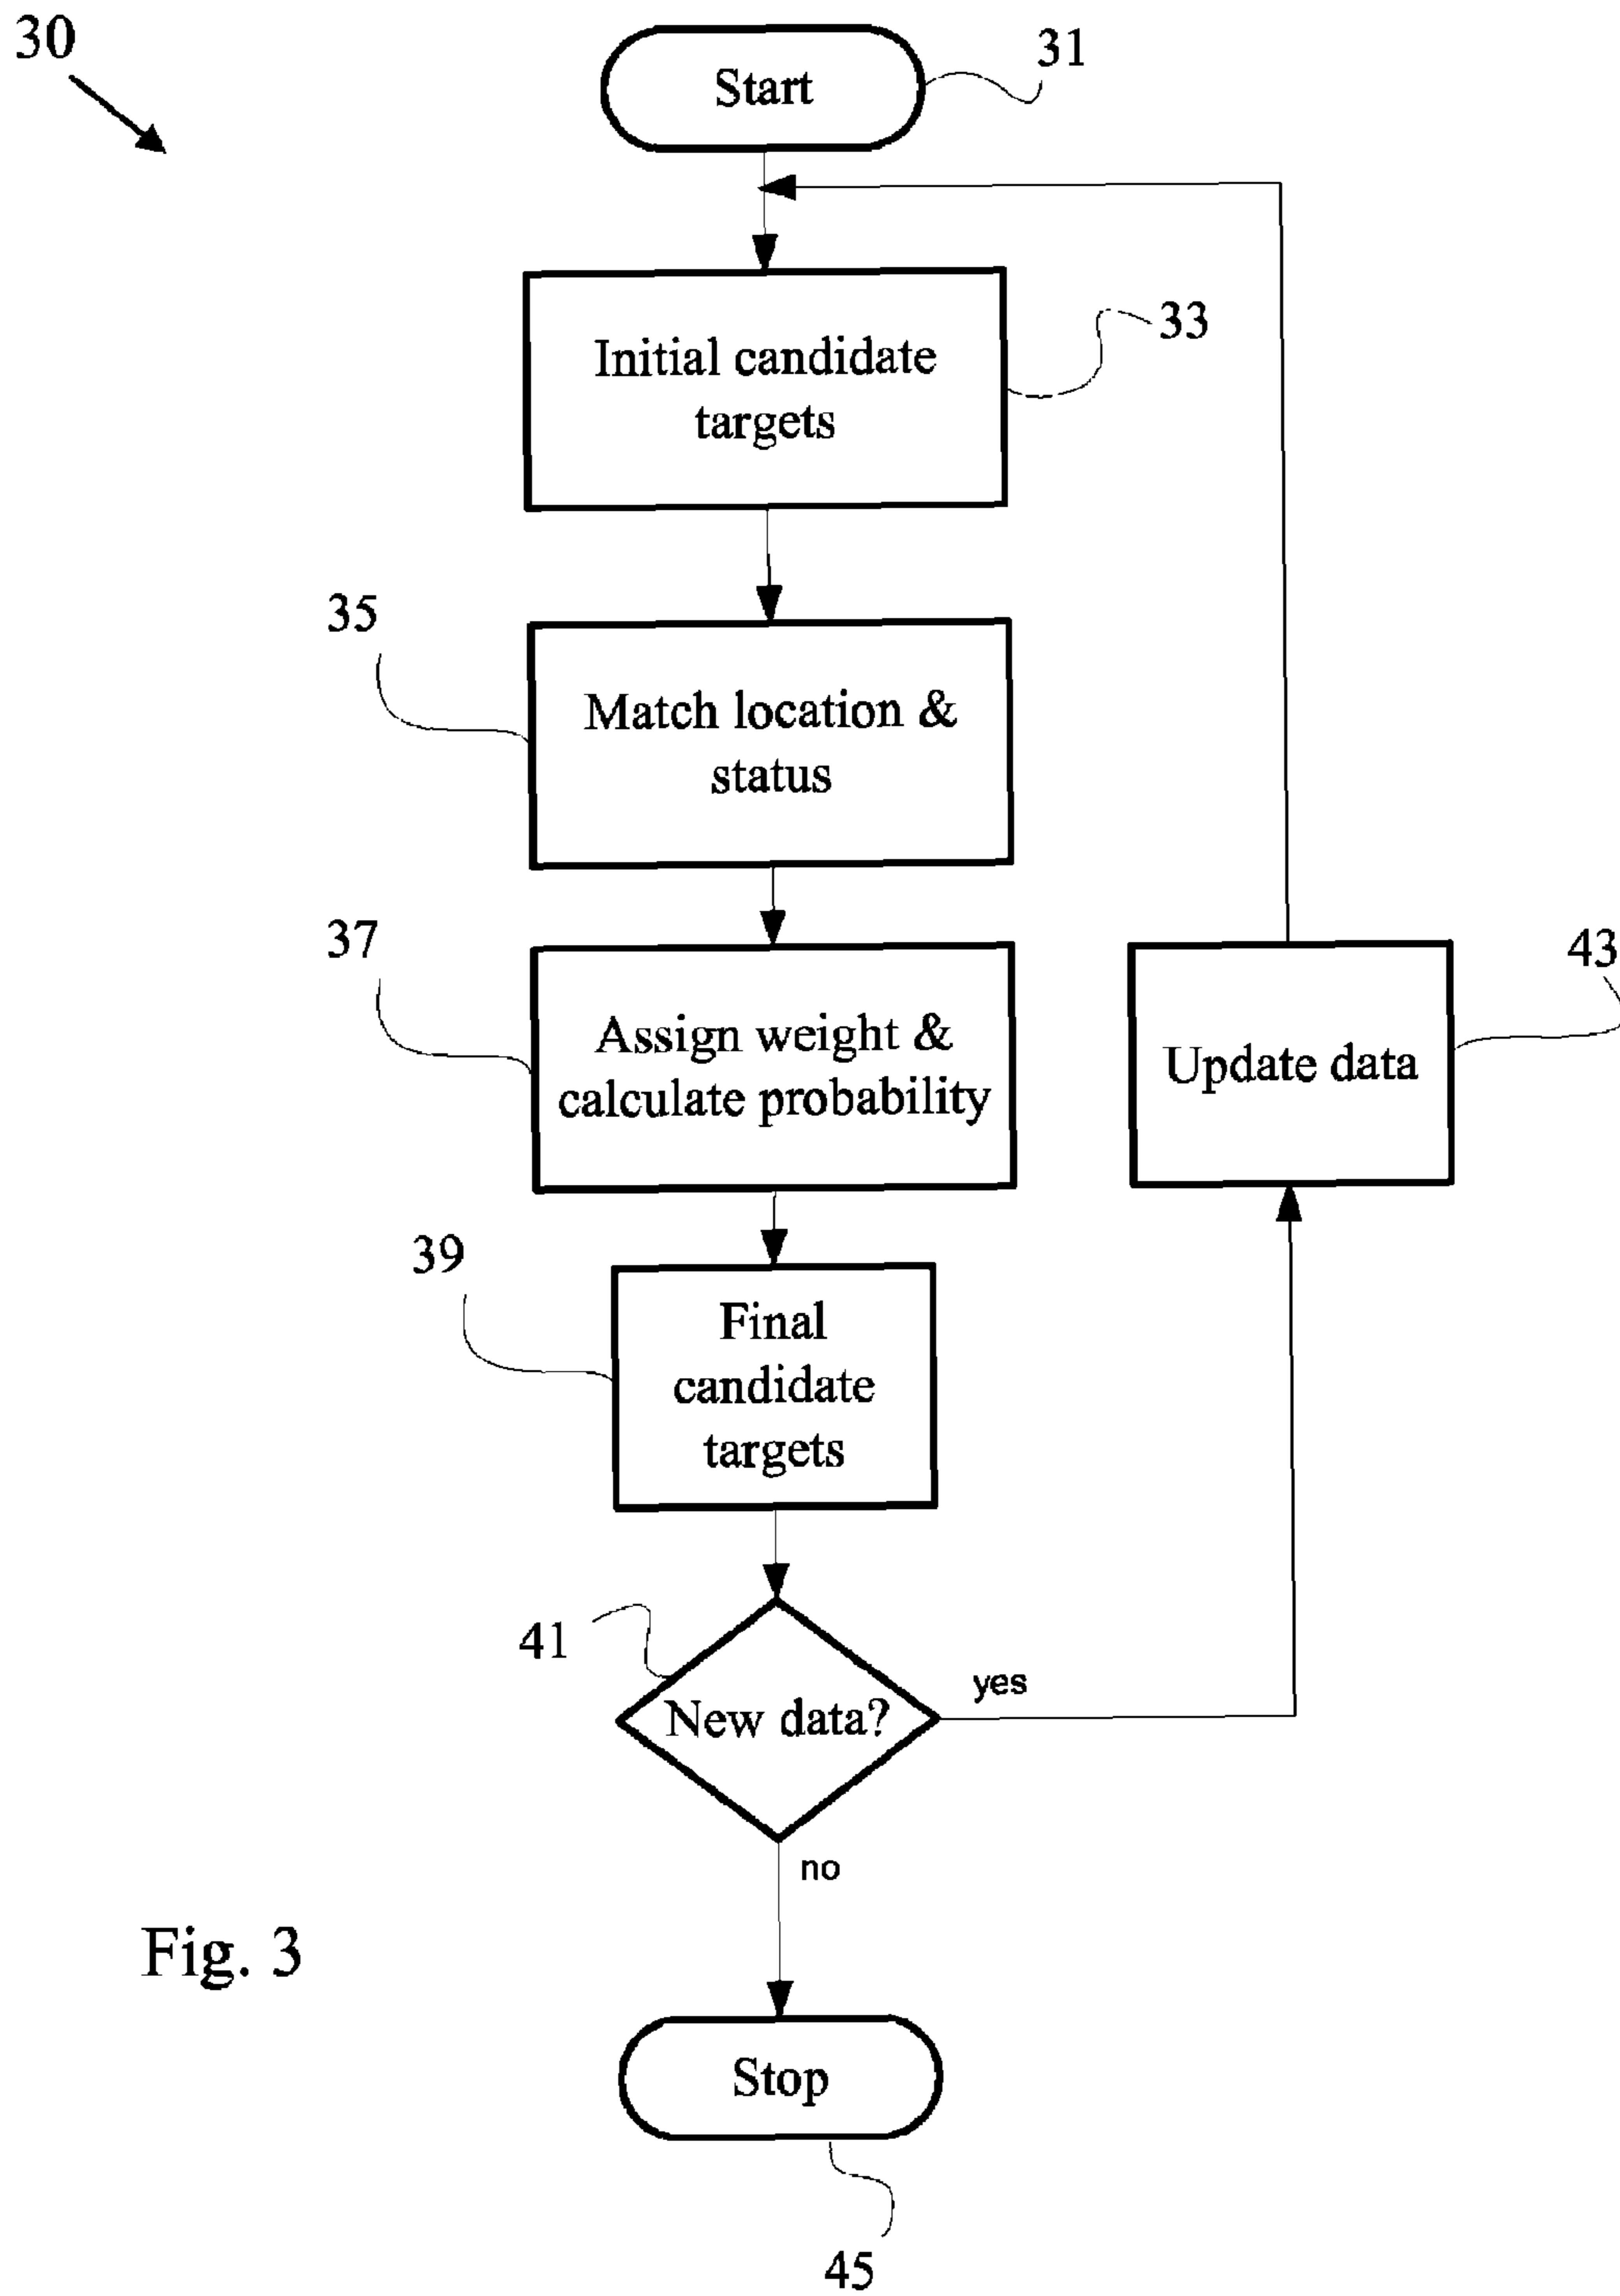 30
Start
31
Initial candidate
targets
33
35
Match location &
status
37
Assign weight &
calculate probability
43
Update data
39
Final
candidate
targets
41
New data?
yes
no
Fig. 3
Stop
45